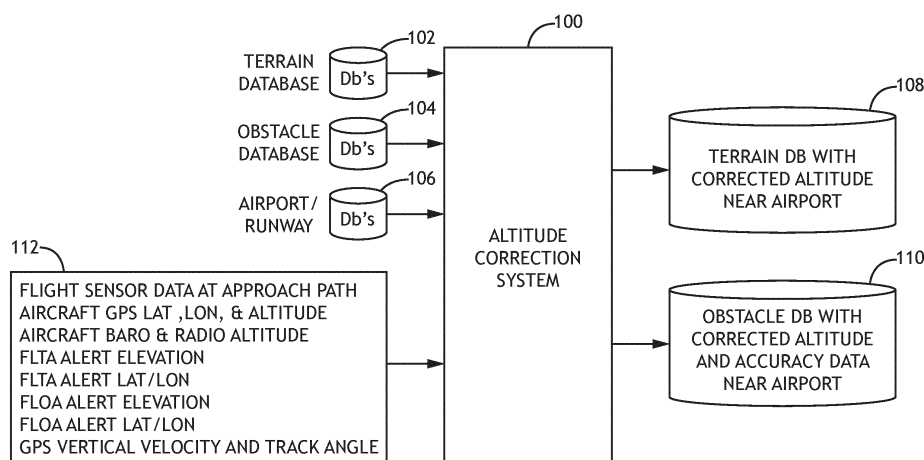 100
102
TERRAIN
DATABASE
Db's
104
OBSTACLE
DATABASE
Db's
106
AIRPORT/
RUNWAY
Db's
112
FLIGHT SENSOR DATA AT APPROACH PATH
AIRCRAFT GPS LAT ,LON, & ALTITUDE
AIRCRAFT BARO & RADIO ALTITUDE
FLTA ALERT ELEVATION
FLTA ALERT LAT/LON
FLOA ALERT ELEVATION
FLOA ALERT LAT/LON
GPS VERTICAL VELOCITY AND TRACK ANGLE
ALTITUDE
CORRECTION
SYSTEM
108
TERRAIN DB WITH
CORRECTED ALTITUDE
NEAR AIRPORT
110
OBSTACLE DB WITH
CORRECTED ALTITUDE
AND ACCURACY DATA
NEAR AIRPORT